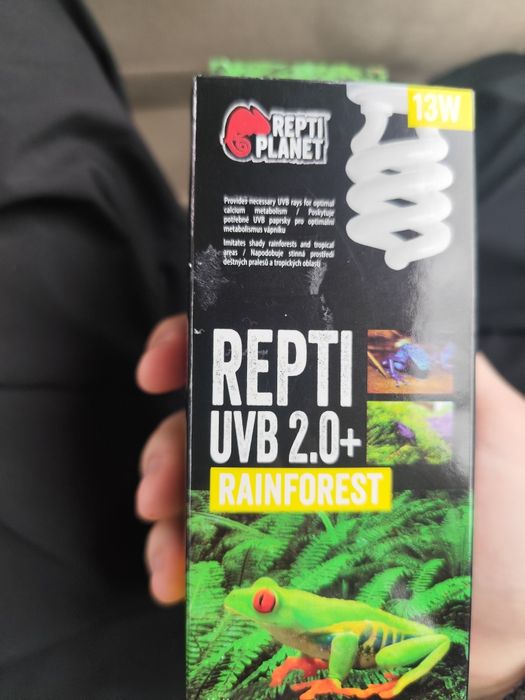 13W
REPTI
PLANET
Provides necessary UVB rays for optimal
calcium metabolism / Poskytuje
potřebné UVB paprsky pro optimální
metabolismus vápníku
Imitates shady rainforests and tropical
areas / Napodobuje stinná prostředí
deštných pralesů a tropických oblastí
REPTI
UVB 2.0+
RAINFOREST